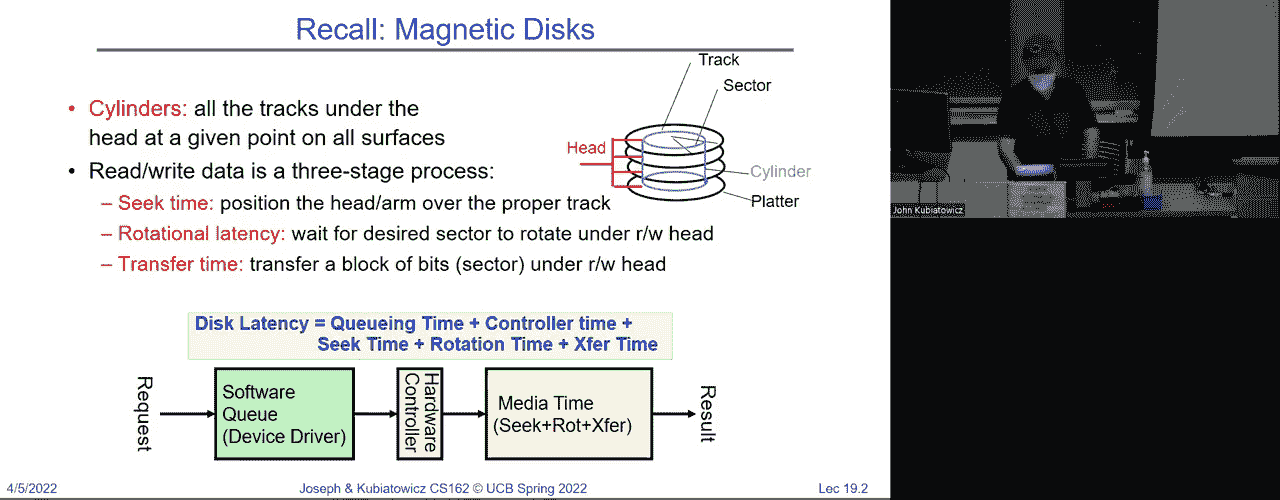 Recall: Magnetic Disks
• Cylinders: all the tracks under the
head at a given point on all surfaces
• Read/write data is a three-stage process:
– Seek time: position the head/arm over the proper track
– Rotational latency: wait for desired sector to rotate under r/w head
– Transfer time: transfer a block of bits (sector) under r/w head
Track
Sector
Head
Cylinder
Platter
Disk Latency = Queueing Time + Controller time +
Seek Time + Rotation Time + Xfer Time
Request
Software
Queue
(Device Driver)
Hardware
Controller
Media Time
(Seek+Rot+Xfer)
Result
4/5/2022
Joseph & Kubiatowicz CS162 © UCB Spring 2022
Lec 19.2
John Kubiatowicz